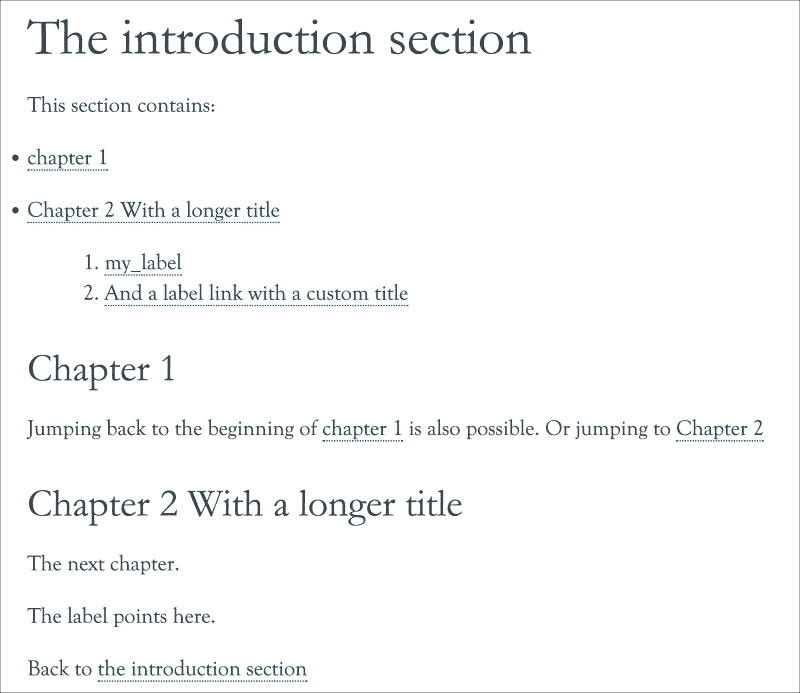 The introduction section
This section contains:
• chapter 1
• Chapter 2 With a longer title
1. my_label
2. And a label link with a custom title
Chapter 1
Jumping back to the beginning of chapter 1 is also possible. Or jumping to Chapter 2
Chapter 2 With a longer title
The next chapter.
The label points here.
Back to the introduction section